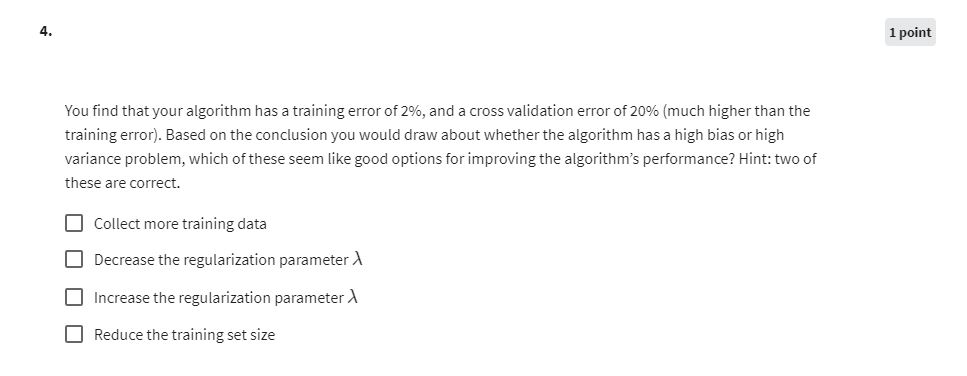 4.
1 point
You find that your algorithm has a training error of 2%, and a cross validation error of 20% (much higher than the
training error). Based on the conclusion you would draw about whether the algorithm has a high bias or high
variance problem, which of these seem like good options for improving the algorithm’s performance? Hint: two of
these are correct.
Collect more training data
Decrease the regularization parameter λ
Increase the regularization parameter λ
Reduce the training set size